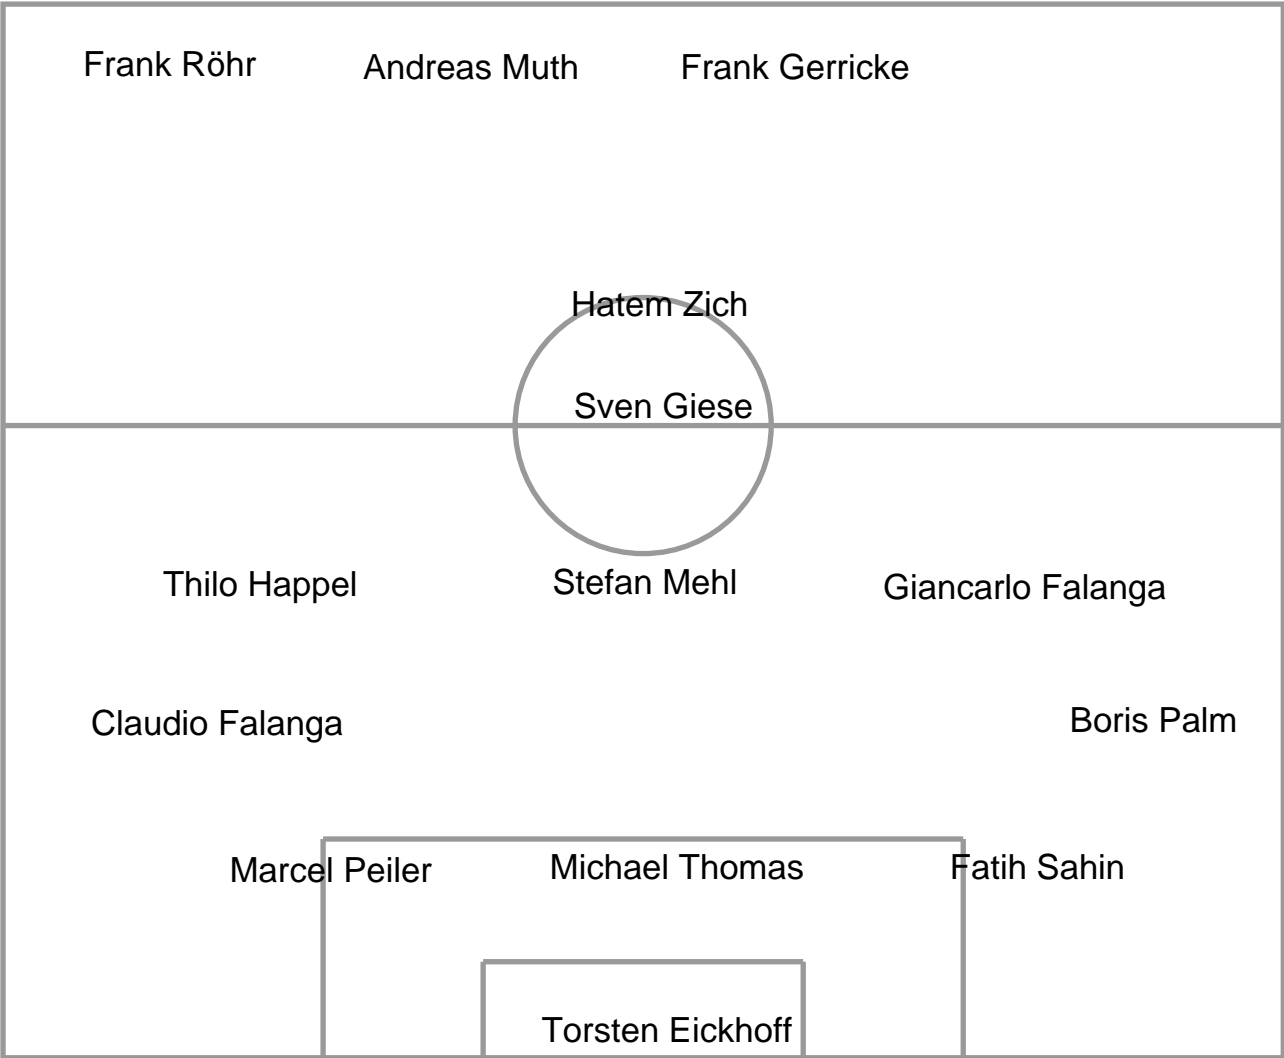 Frank Röhr Andreas Muth Frank Gerricke
Hatem Zich
Sven Giese
Thilo Happel Stefan Mehl Giancarlo Falanga
Claudio Falanga Boris Palm
Marcel Peiler Michael Thomas Fatih Sahin
Torsten Eickhoff